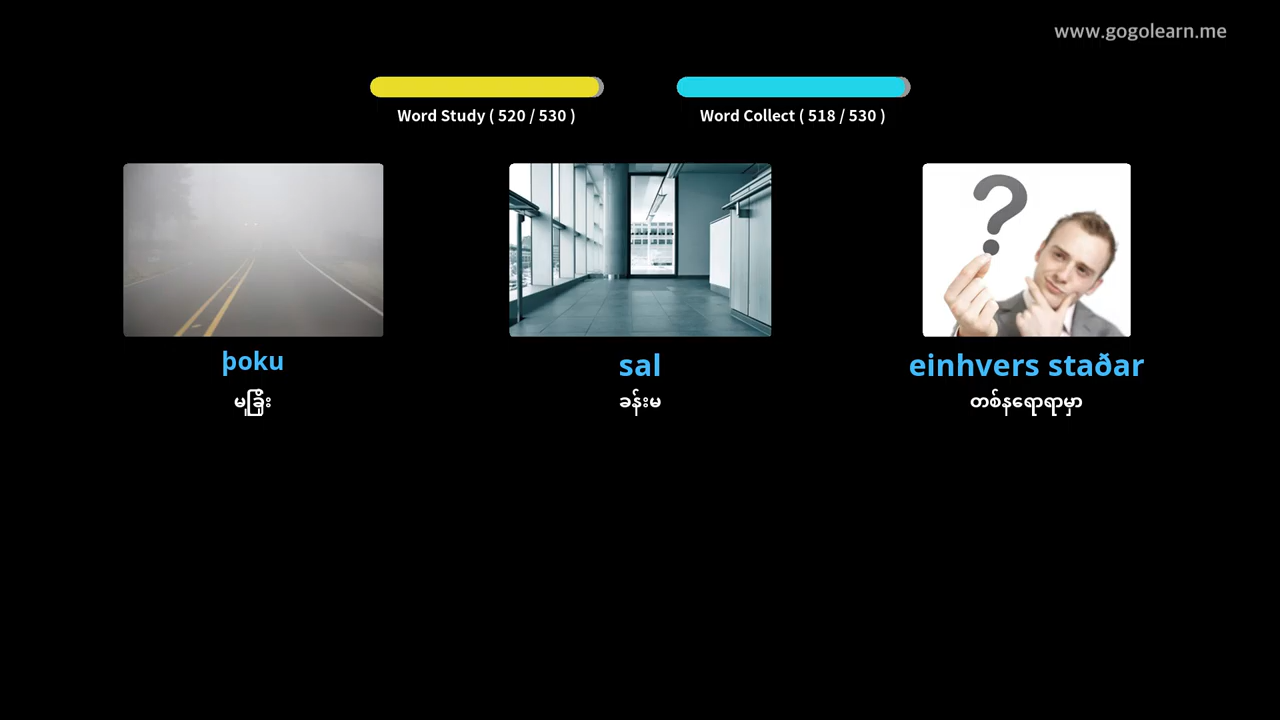 www.gogolearn.me
Word Study ( 520 / 530 )
Word Collect ( 518 / 530 )
þoku
sal
einhvers staðar
မှုခြိုး
ခန်းမ
တစ်နရောရာမှာ